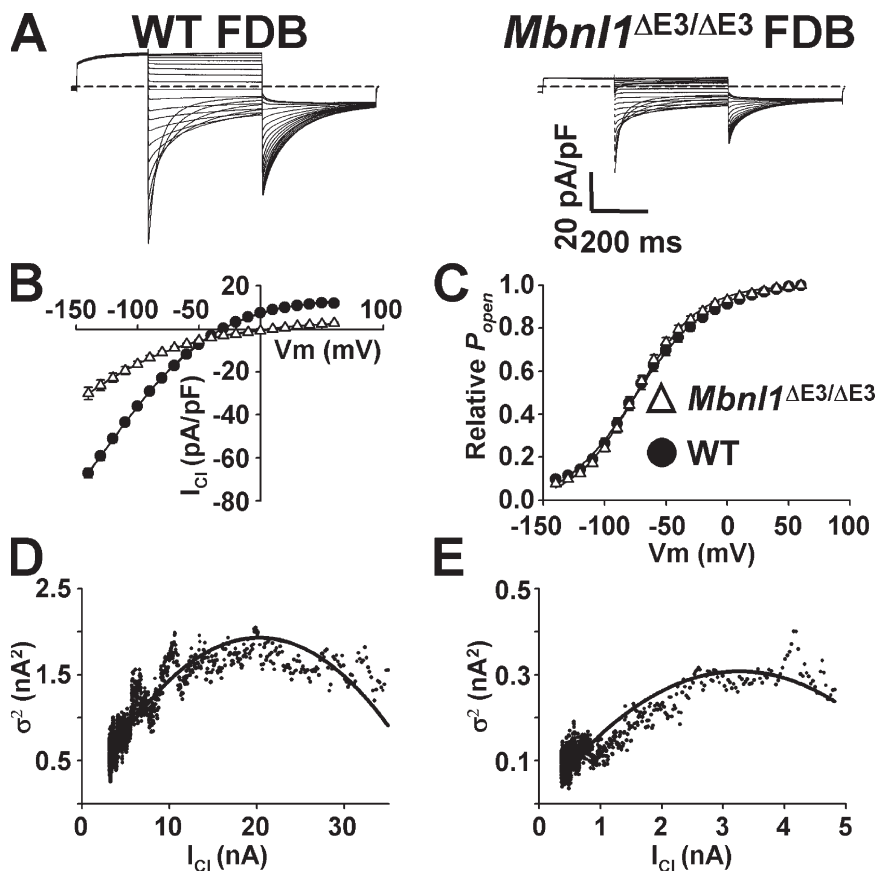 A
WT FDB
Mbnl1ΔE3/ΔE3 FDB
20 pA/pF
200 ms
B
20
-150
-100
-50
100
Vm (mV)
-20
-40
-60
-80
ICl (pA/pF)
C
1.0
0.8
0.6
0.4
0.2
0.0
Relative Popen
Mbnl1ΔE3/ΔE3
WT
-150
-100
-50
0
50
100
Vm (mV)
D
2.5
1.5
0.5
σ2 (nA2)
0
10
20
30
ICl (nA)
E
0.5
0.3
0.1
σ2 (nA2)
0
1
2
3
4
5
ICl (nA)